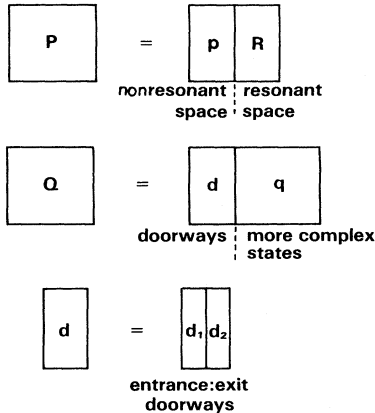 P = p R
nonresonant resonant
space space
Q = d q
doorways more complex
states
d = d₁ d₂
entrance:exit
doorways